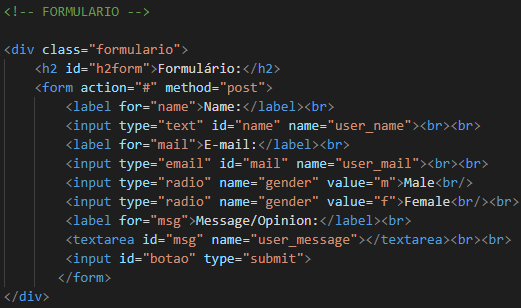 <!-- FORMULARIO -->
<div class="formulario">
<h2 id="h2form">Formulário:</h2>
<form action="#" method="post">
<label for="name">Name:</label><br>
<input type="text" id="name" name="user_name"><br><br>
<label for="mail">E-mail:</label><br>
<input type="email" id="mail" name="user_mail"><br><br>
<input type="radio" name="gender" value="m">Male<br/>
<input type="radio" name="gender" value="f">Female<br/><br>
<label for="msg">Message/Opinion:</label><br>
<textarea id="msg" name="user_message"></textarea><br><br>
<input id="botao" type="submit">
</form>
</div>